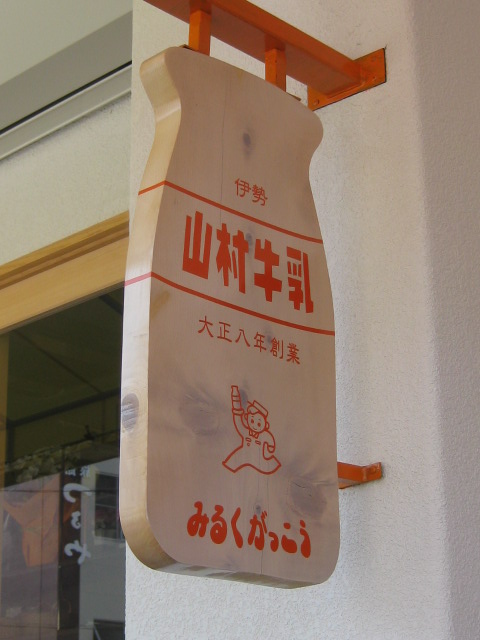 伊勢
山村牛乳
大正八年創業
みるくがっこう